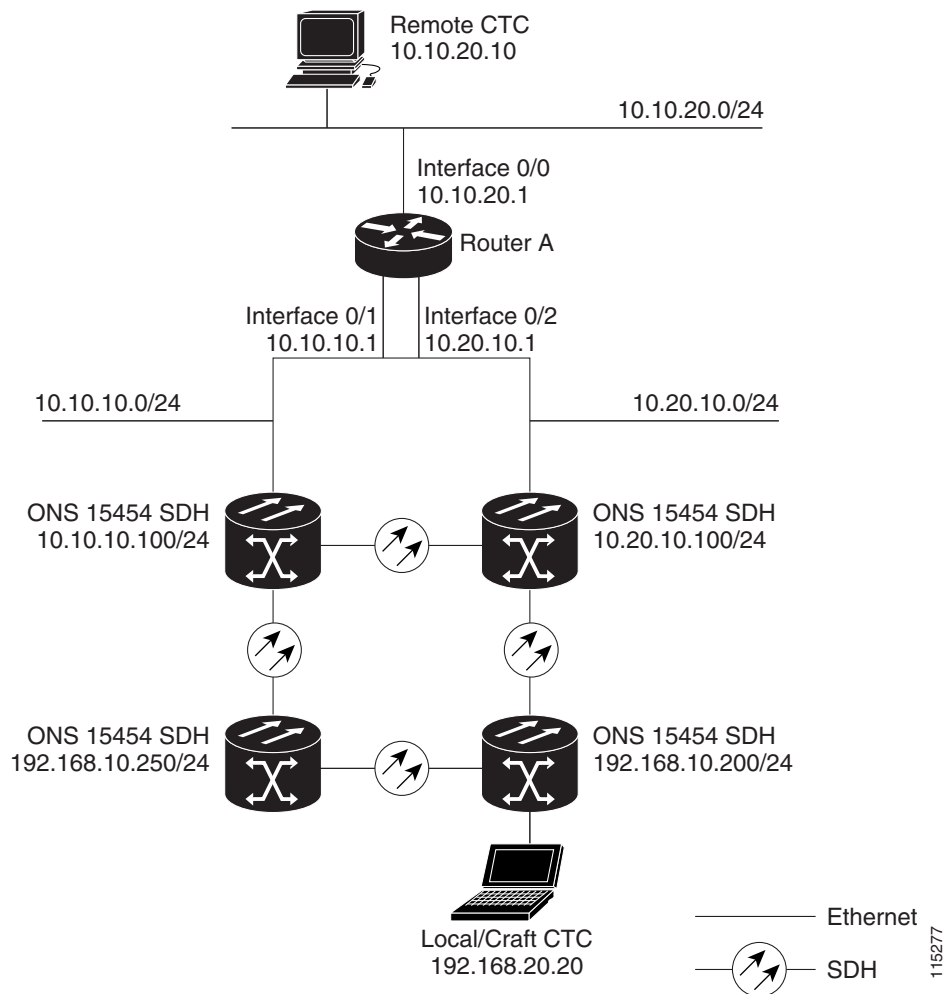 Remote CTC
10.10.20.10
10.10.20.0/24
Interface 0/0
10.10.20.1
Router A
Interface 0/1
10.10.10.1
Interface 0/2
10.20.10.1
10.10.10.0/24
10.20.10.0/24
ONS 15454 SDH
10.10.10.100/24
ONS 15454 SDH
10.20.10.100/24
ONS 15454 SDH
192.168.10.250/24
ONS 15454 SDH
192.168.10.200/24
Local/Craft CTC
192.168.20.20
Ethernet
SDH
115277